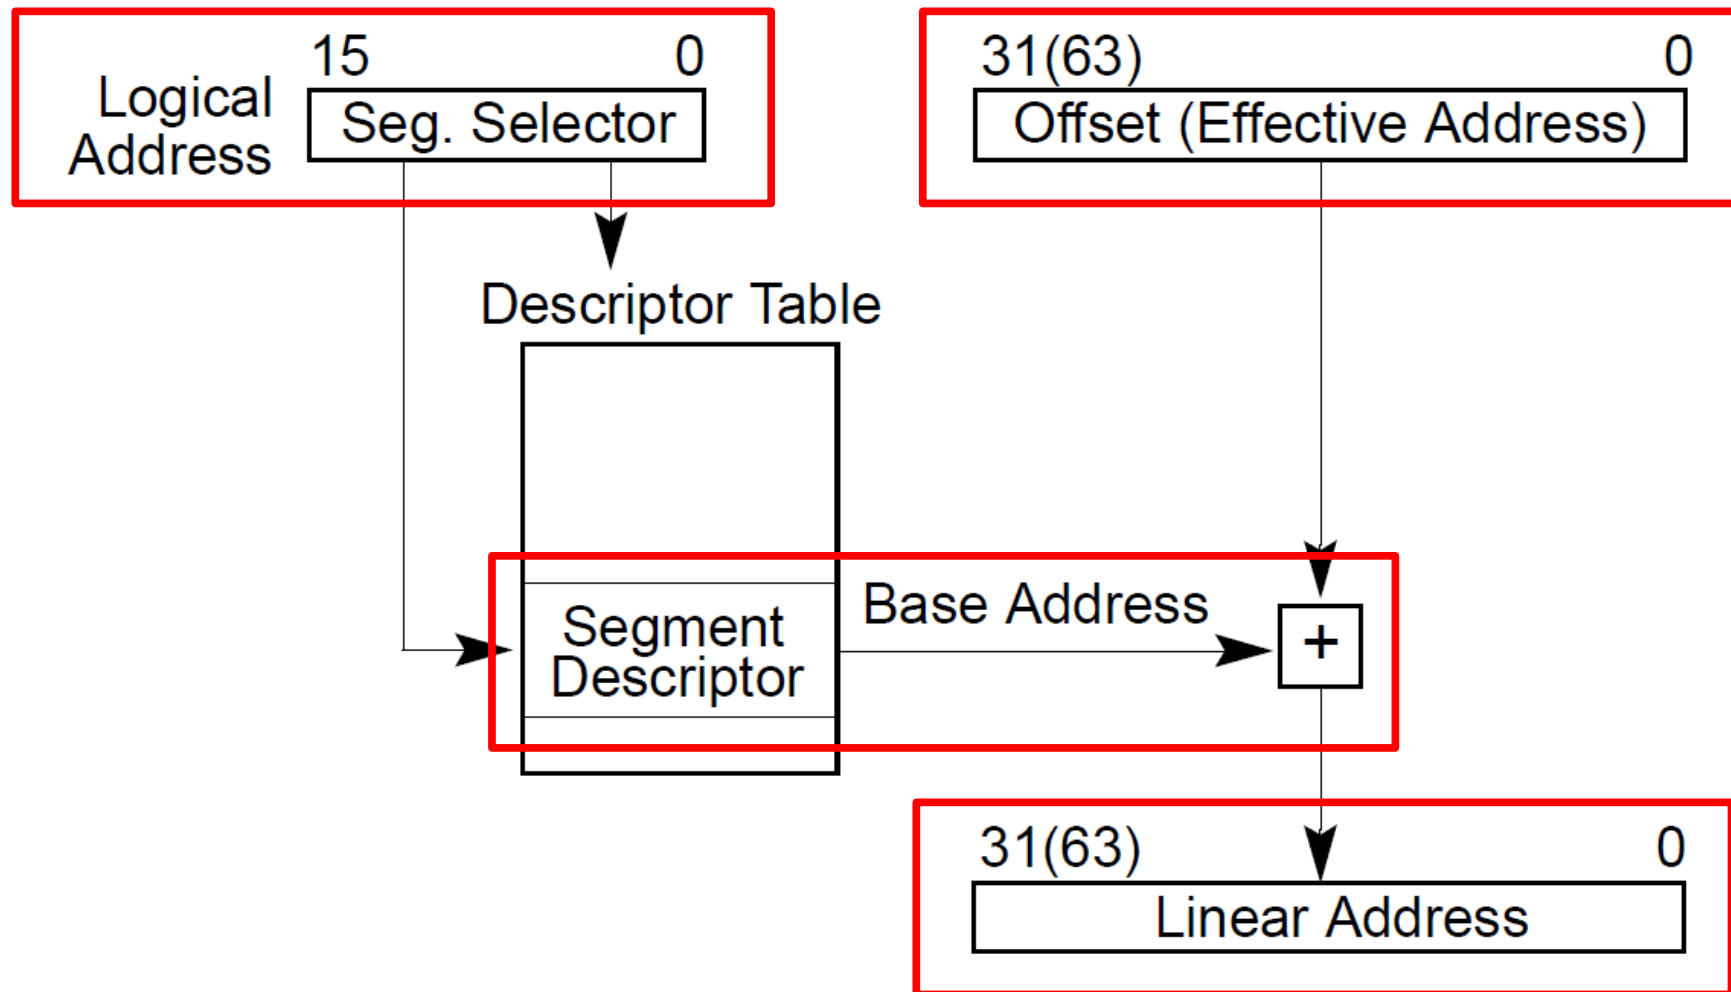 15 0
Logical
Address
Seg. Selector
31(63) 0
Offset (Effective Address)
Descriptor Table
Segment
Descriptor
Base Address
+
31(63) 0
Linear Address